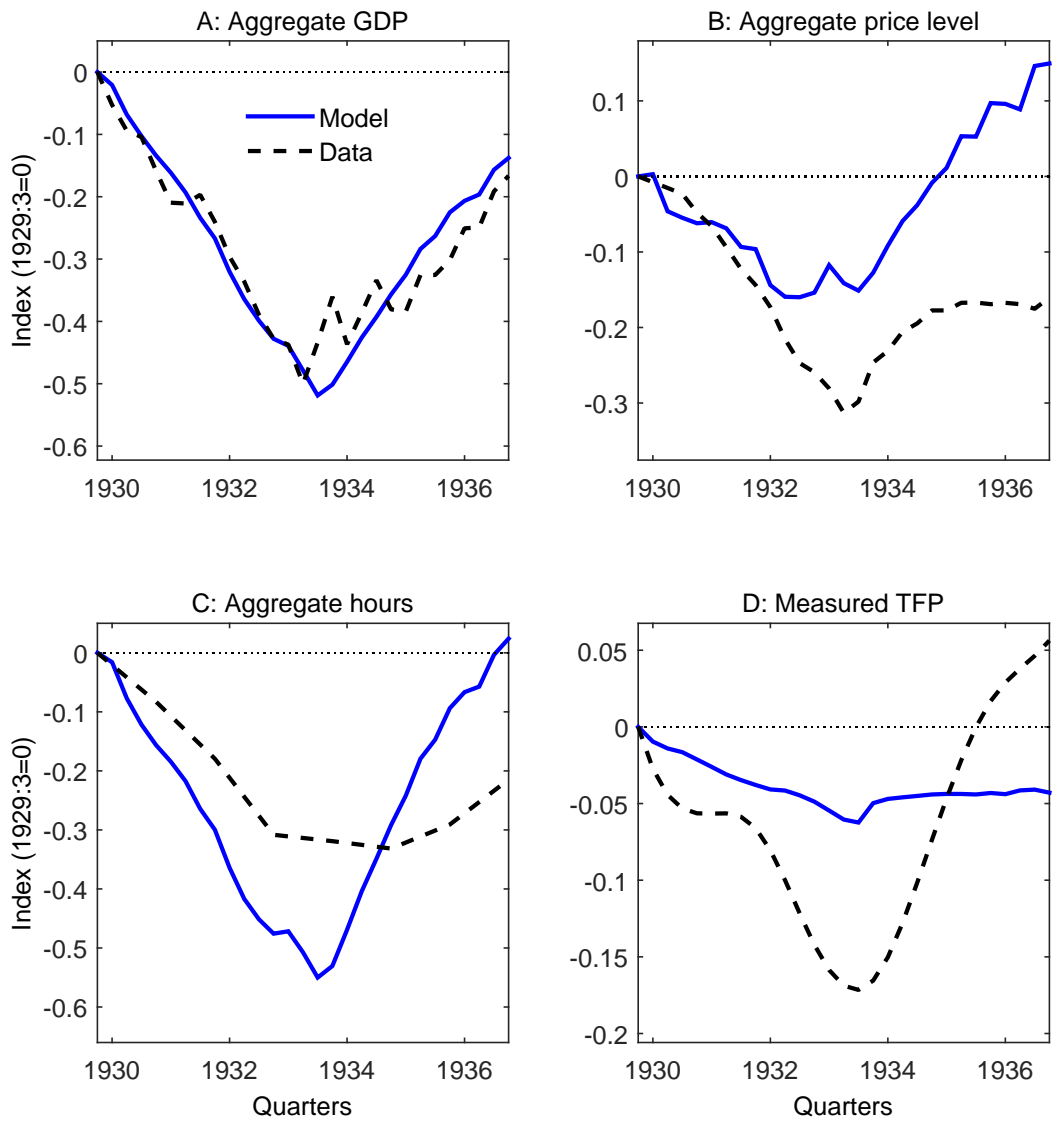 A: Aggregate GDP
0
-0.1
-0.2
-0.3
-0.4
-0.5
-0.6
Index (1929:3=0)
Model
Data
1930 1932 1934 1936
B: Aggregate price level
0.1
0
-0.1
-0.2
-0.3
1930 1932 1934 1936
C: Aggregate hours
0
-0.1
-0.2
-0.3
-0.4
-0.5
-0.6
Index (1929:3=0)
1930 1932 1934 1936
Quarters
D: Measured TFP
0.05
0
-0.05
-0.1
-0.15
-0.2
1930 1932 1934 1936
Quarters